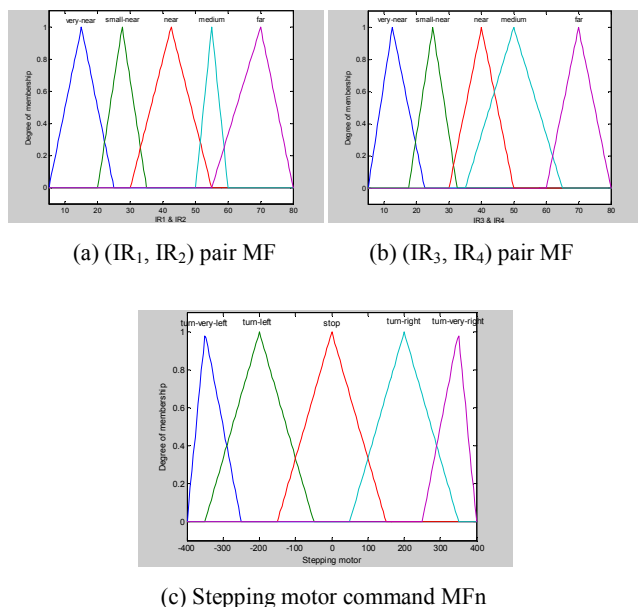 very-near small-near near medium far
1
0.8
0.6
0.4
0.2
0
Degree of membership
10 20 30 40 50 60 70 80
IR1 & IR2
very-near small-near near medium far
1
0.8
0.6
0.4
0.2
0
Degree of membership
10 20 30 40 50 60 70 80
IR3 & IR4
(a) (IR₁, IR₂) pair MF
(b) (IR₃, IR₄) pair MF
turn-very-left turn-left stop turn-right turn-very-right
1
0.8
0.6
0.4
0.2
0
Degree of membership
-400 -300 -200 -100 0 100 200 300 400
Stepping motor
(c) Stepping motor command MFn